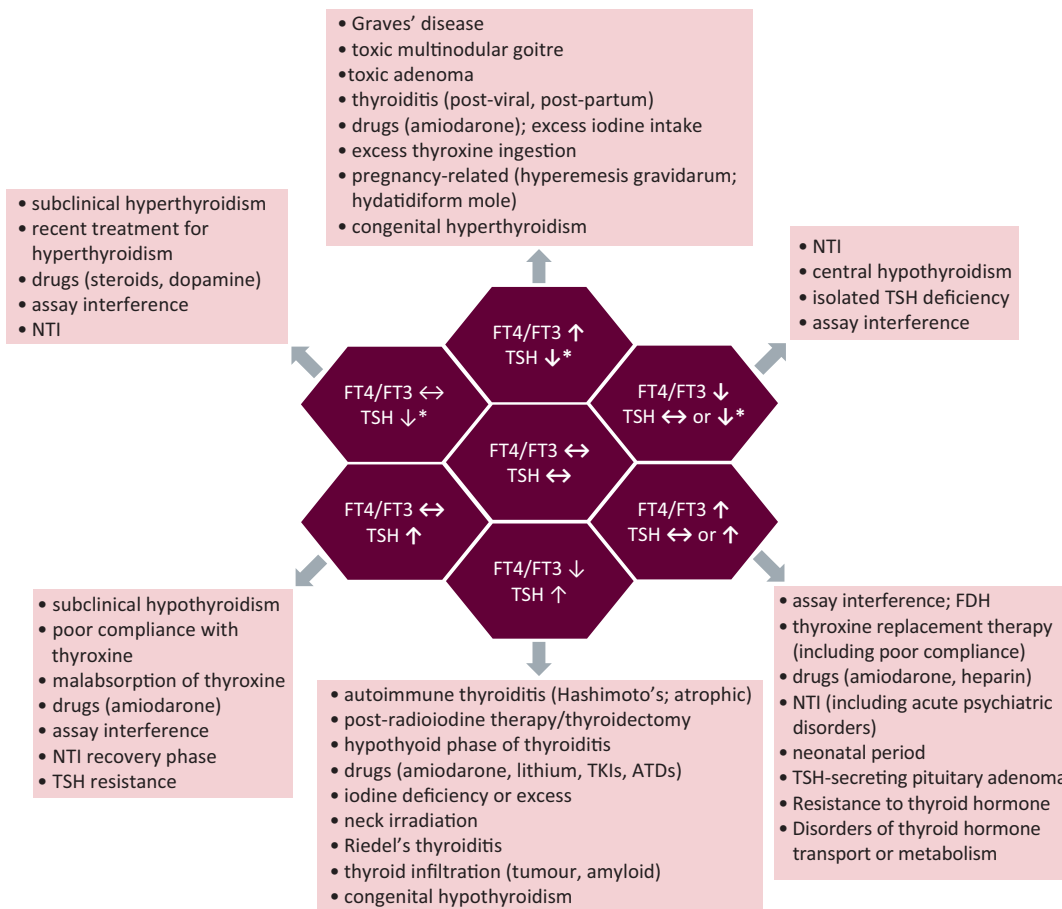 • Graves’ disease
• toxic multinodular goitre
•toxic adenoma
• thyroiditis (post-viral, post-partum)
• drugs (amiodarone); excess iodine intake
• excess thyroxine ingestion
• pregnancy-related (hyperemesis gravidarum;
hydatidiform mole)
• congenital hyperthyroidism
• subclinical hyperthyroidism
• recent treatment for
hyperthyroidism
• drugs (steroids, dopamine)
• assay interference
• NTI
• NTI
• central hypothyroidism
• isolated TSH deficiency
• assay interference
FT4/FT3 ↑
TSH ↓*
FT4/FT3 ↔
TSH ↓*
FT4/FT3 ↓
TSH ↔ or ↓*
FT4/FT3 ↔
TSH ↔
FT4/FT3 ↔
TSH ↑
FT4/FT3 ↑
TSH ↔ or ↑
FT4/FT3 ↓
TSH ↑
• subclinical hypothyroidism
• poor compliance with
thyroxine
• malabsorption of thyroxine
• drugs (amiodarone)
• assay interference
• NTI recovery phase
• TSH resistance
• autoimmune thyroiditis (Hashimoto’s; atrophic)
• post-radioiodine therapy/thyroidectomy
• hypothyoid phase of thyroiditis
• drugs (amiodarone, lithium, TKIs, ATDs)
• iodine deficiency or excess
• neck irradiation
• Riedel’s thyroiditis
• thyroid infiltration (tumour, amyloid)
• congenital hypothyroidism
• assay interference; FDH
• thyroxine replacement therapy
(including poor compliance)
• drugs (amiodarone, heparin)
• NTI (including acute psychiatric
disorders)
• neonatal period
• TSH-secreting pituitary adenoma
• Resistance to thyroid hormone
• Disorders of thyroid hormone
transport or metabolism